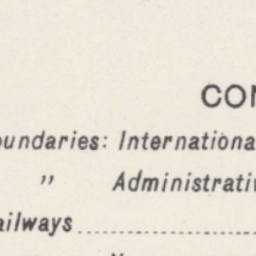 CON
oundaries: Internationa
" Administrativ
ailways